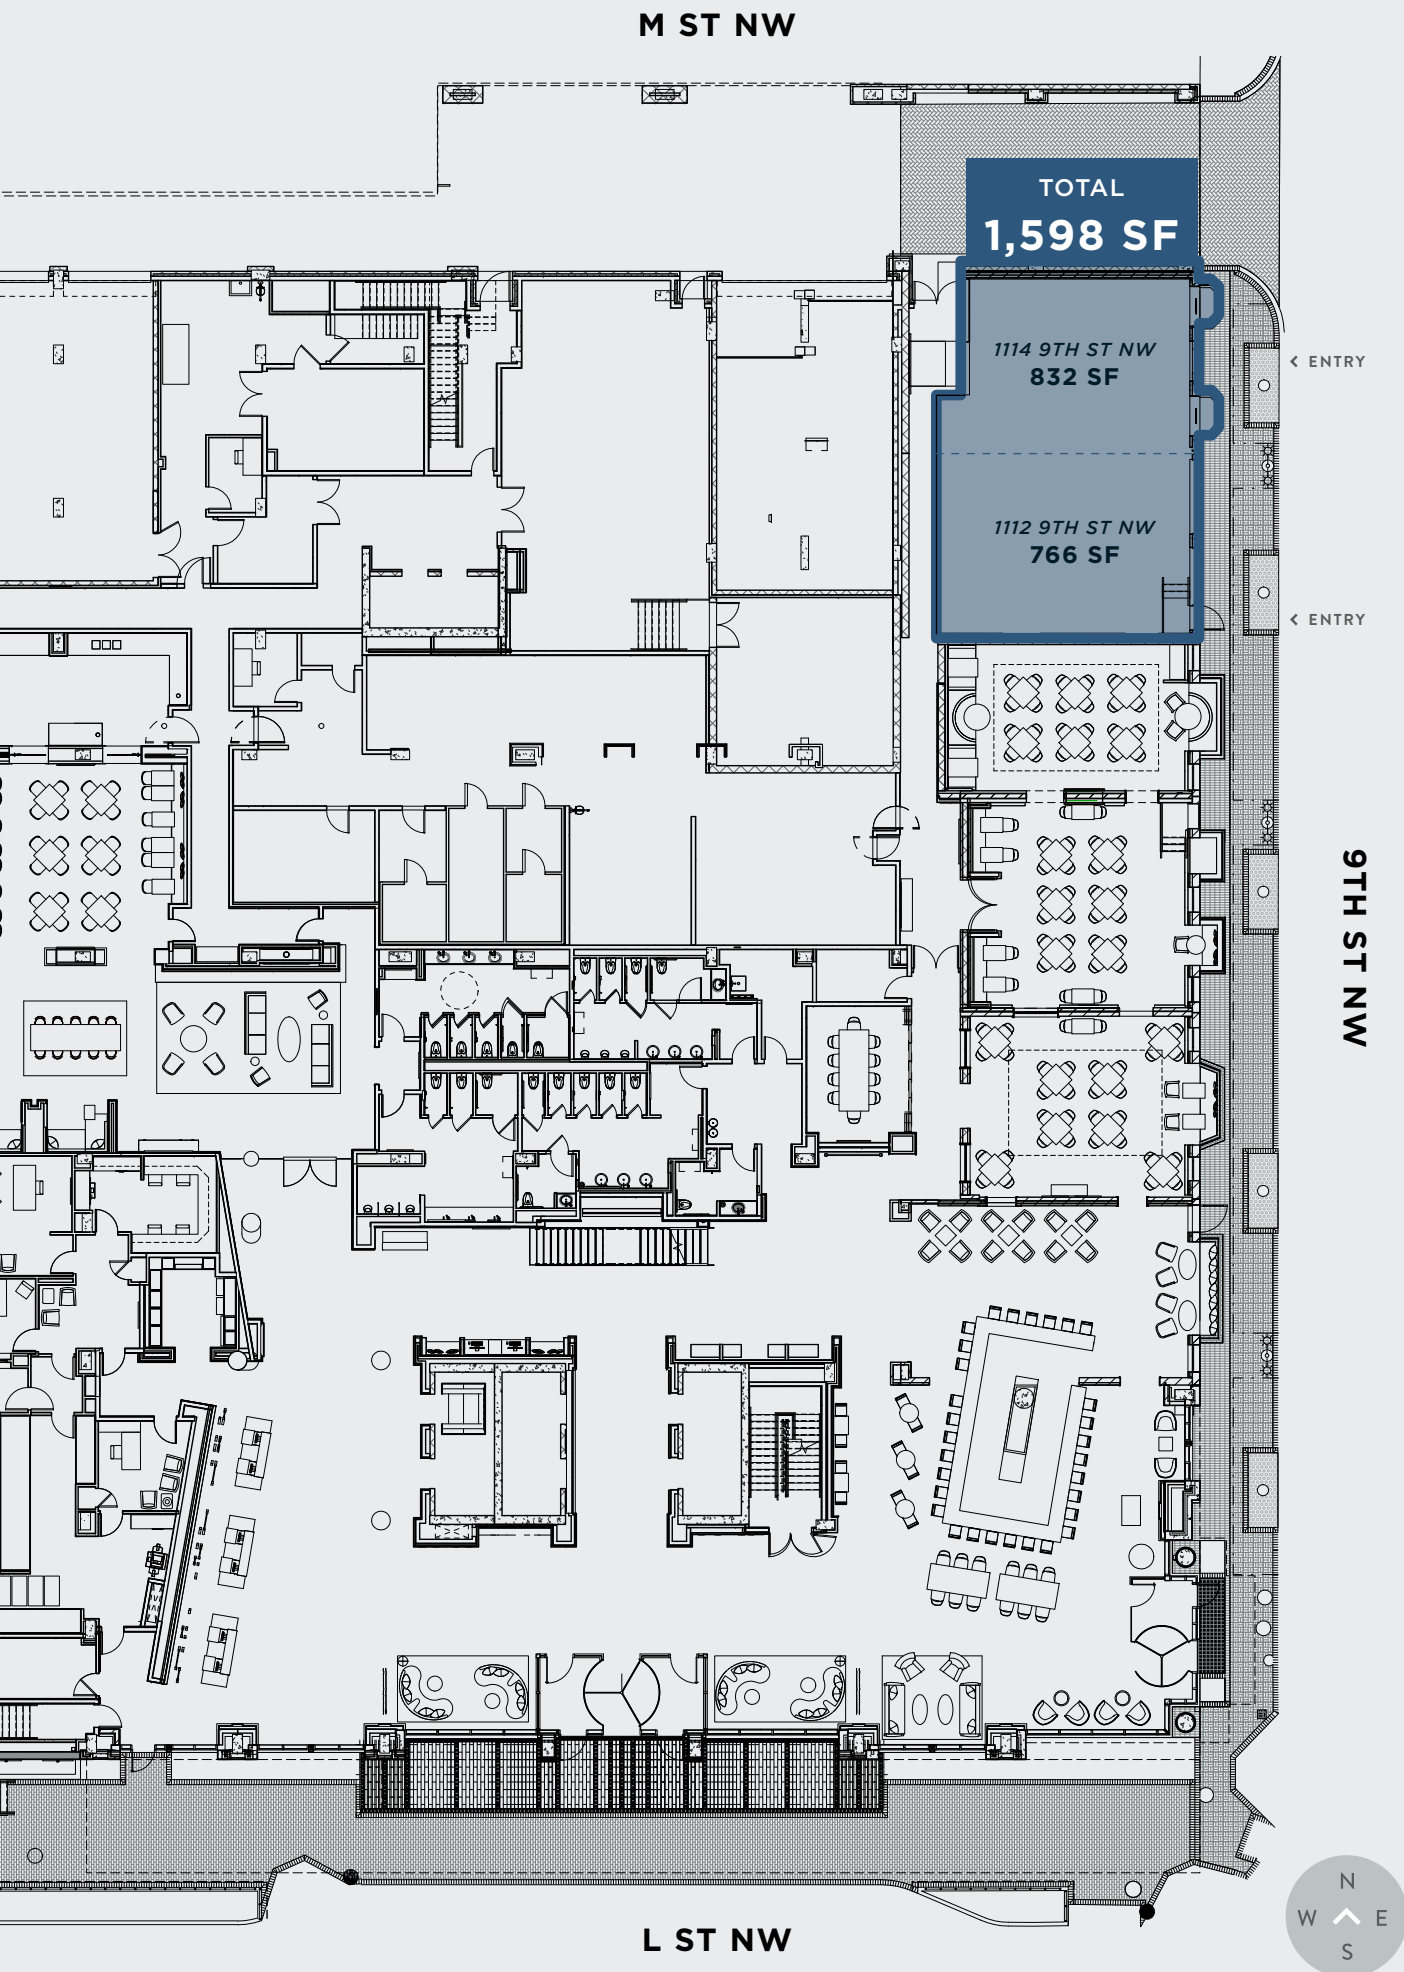 M ST NW
TOTAL
1,598 SF
1114 9TH ST NW
832 SF
< ENTRY
1112 9TH ST NW
766 SF
< ENTRY
9TH ST NW
L ST NW
N
W E
S